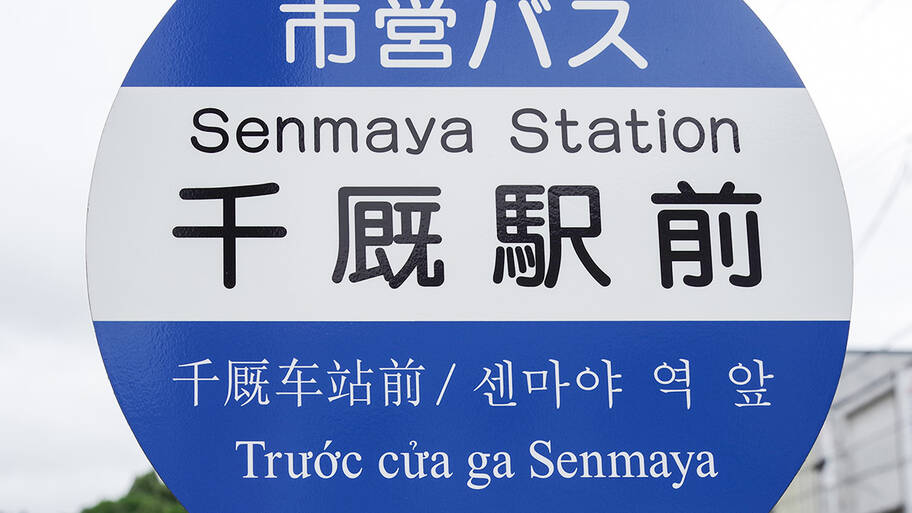 市営バス
Senmaya Station
千厩駅前
千厩车站前 / 센마야 역 앞
Trước cửa ga Senmaya